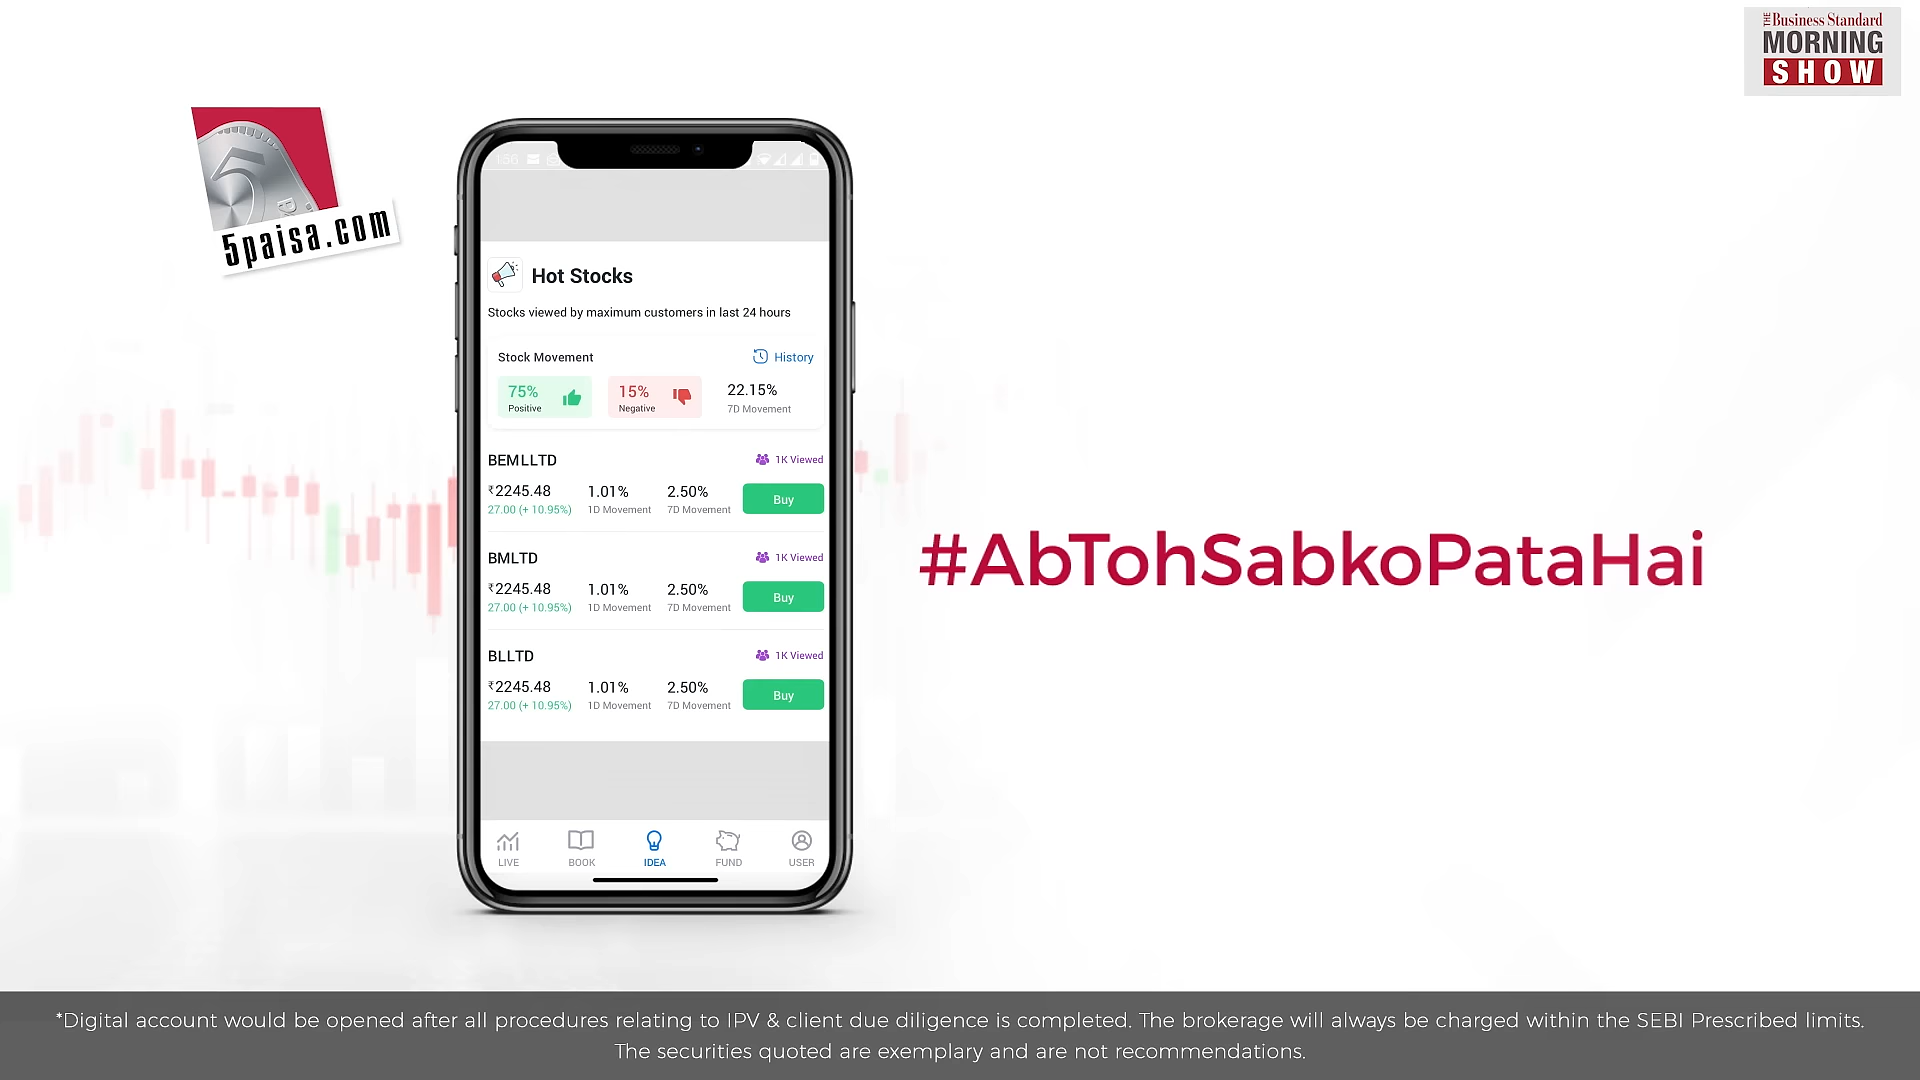 THE Business Standard
MORNING
SHOW
5
5paisa.com
1:56
Hot Stocks
Stocks viewed by maximum customers in last 24 hours
Stock Movement
History
75%
Positive
15%
Negative
22.15%
7D Movement
BEMLLTD
1K Viewed
₹2245.48 1.01% 2.50%
Buy
27.00 (+ 10.95%) 1D Movement 7D Movement
BMLTD
1K Viewed
₹2245.48 1.01% 2.50%
Buy
27.00 (+ 10.95%) 1D Movement 7D Movement
BLLTD
1K Viewed
₹2245.48 1.01% 2.50%
Buy
27.00 (+ 10.95%) 1D Movement 7D Movement
LIVE BOOK IDEA FUND USER
#AbTohSabkoPataHai
*Digital account would be opened after all procedures relating to IPV & client due diligence is completed. The brokerage will always be charged within the SEBI Prescribed limits.
The securities quoted are exemplary and are not recommendations.